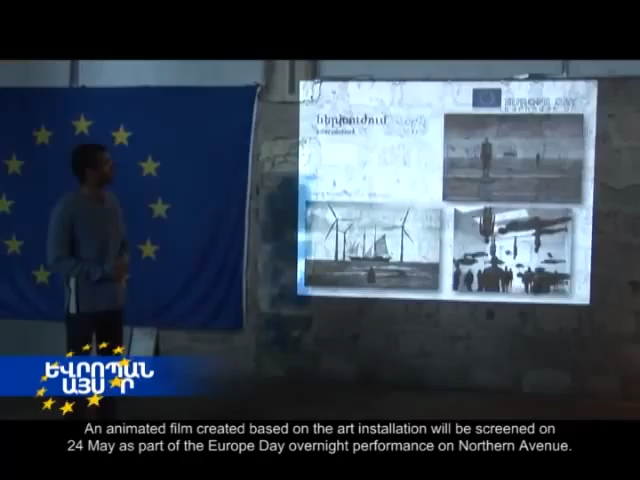 ներկուժում
EUROPE DAY
ԵՎՐՈՊԱՆ
ԱՅՍՕՐ
An animated film created based on the art installation will be screened on
24 May as part of the Europe Day overnight performance on Northern Avenue.